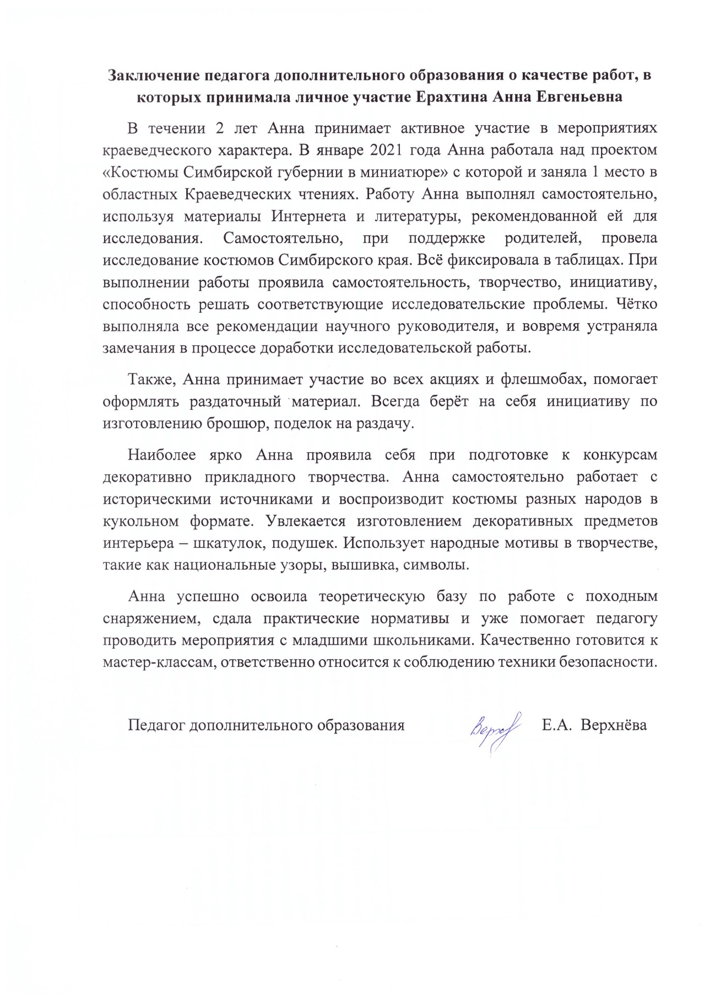 Заключение педагога дополнительного образования о качестве работ, в
которых принимала личное участие Ерахтина Анна Евгеньевна
В течении 2 лет Анна принимает активное участие в мероприятиях
краеведческого характера. В январе 2021 года Анна работала над проектом
«Костюмы Симбирской губернии в миниатюре» с которой и заняла 1 место в
областных Краеведческих чтениях. Работу Анна выполнял самостоятельно,
используя материалы Интернета и литературы, рекомендованной ей для
исследования. Самостоятельно, при поддержке родителей, провела
исследование костюмов Симбирского края. Всё фиксировала в таблицах. При
выполнении работы проявила самостоятельность, творчество, инициативу,
способность решать соответствующие исследовательские проблемы. Чётко
выполняла все рекомендации научного руководителя, и вовремя устраняла
замечания в процессе доработки исследовательской работы.
Также, Анна принимает участие во всех акциях и флешмобах, помогает
оформлять раздаточный материал. Всегда берёт на себя инициативу по
изготовлению брошюр, поделок на раздачу.
Наиболее ярко Анна проявила себя при подготовке к конкурсам
декоративно прикладного творчества. Анна самостоятельно работает с
историческими источниками и воспроизводит костюмы разных народов в
кукольном формате. Увлекается изготовлением декоративных предметов
интерьера – шкатулок, подушек. Использует народные мотивы в творчестве,
такие как национальные узоры, вышивка, символы.
Анна успешно освоила теоретическую базу по работе с походным
снаряжением, сдала практические нормативы и уже помогает педагогу
проводить мероприятия с младшими школьниками. Качественно готовится к
мастер-классам, ответственно относится к соблюдению техники безопасности.
Педагог дополнительного образования Е.А. Верхнёва